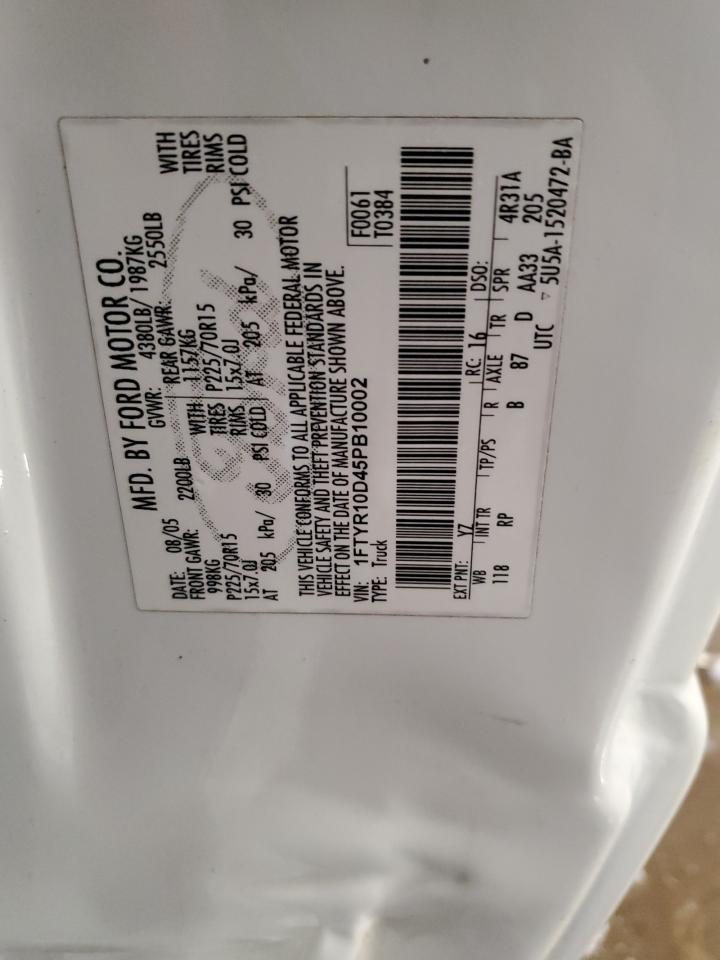 MFD. BY FORD MOTOR CO.
DATE: 08/05 GVWR: 4380LB/ 1987KG
FRONT GAWR: 2200LB REAR GAWR: 2550LB
998KG WITH 1157KG WITH
P225/70R15 TIRES P225/70R15 TIRES
15x7.0J RIMS 15x7.0J RIMS
AT 205 kPa/ 30 PSI COLD AT 205 kPa/ 30 PSI COLD
THIS VEHICLE CONFORMS TO ALL APPLICABLE FEDERAL MOTOR
VEHICLE SAFETY AND THEFT PREVENTION STANDARDS IN
EFFECT ON THE DATE OF MANUFACTURE SHOWN ABOVE.
VIN: 1FTYR10D45PB10002
TYPE: Truck
F0061
T0384
EXT PNT: YZ RC: 16 DSO:
WB INT TR TP/PS R AXLE TR SPR 4R31A
118 RP B 87 D AA33 205
UTC ▽ 5U5A-1520472-BA